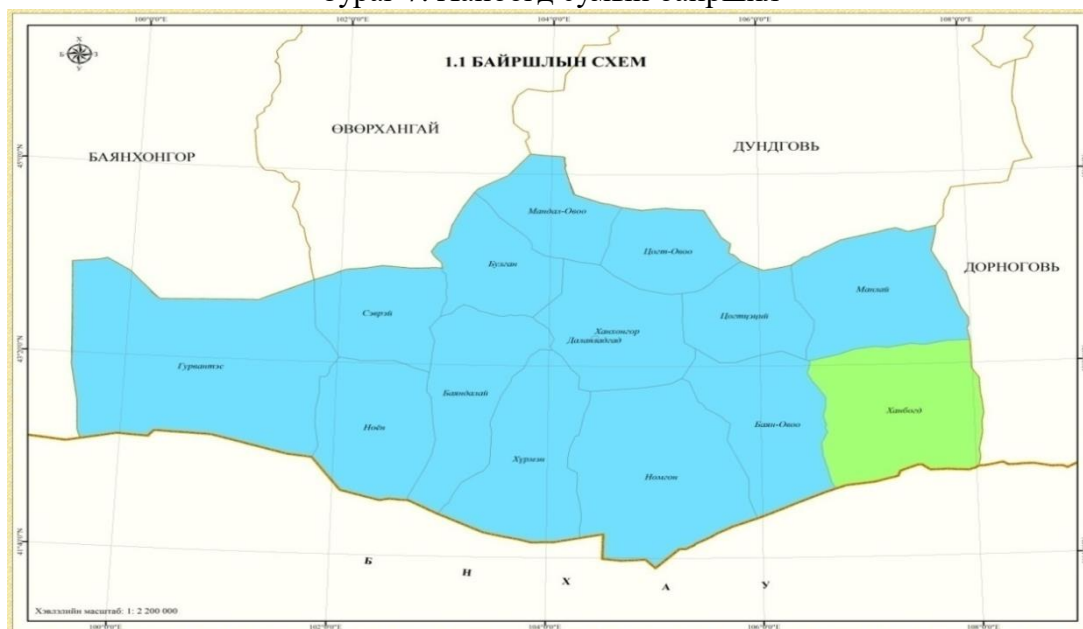 1.1 БАЙРШЛЫН СХЕМ
Х
Б З
У
ӨВӨРХАНГАЙ
БАЯНХОНГОР
ДУНДГОВЬ
ДОРНОГОВЬ
Мандал-Овоо
Цогт-Овоо
Булган
Манлай
Сэврэй
Цогтцэций
Ханхонгор
Даланзадгад
Гурвантэс
Баяндалай
Ханбогд
Ноён
Баян-Овоо
Хүрмэн
Номгон
Б Н Х А У
Хэвлэлийн масштаб: 1: 2 200 000